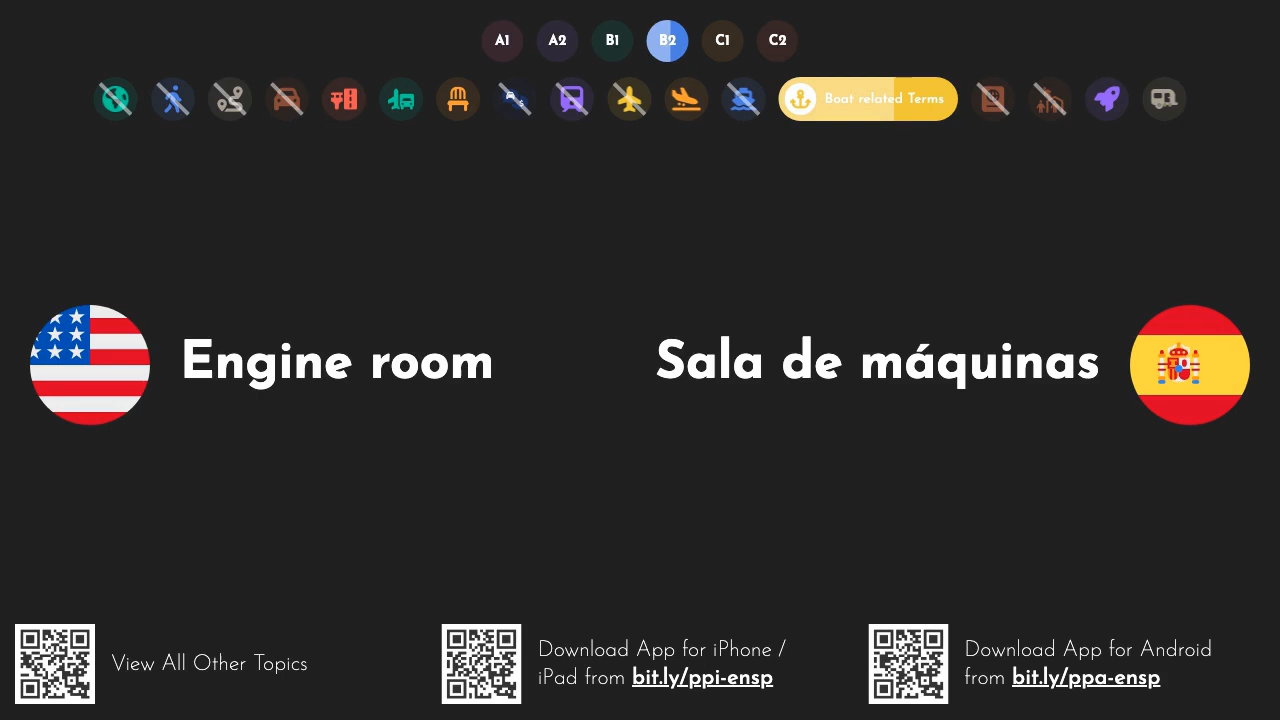 A1 A2 B1 B2 C1 C2
Boat related Terms
Engine room
Sala de máquinas
View All Other Topics
Download App for iPhone /
iPad from bit.ly/ppi-ensp
Download App for Android
from bit.ly/ppa-ensp